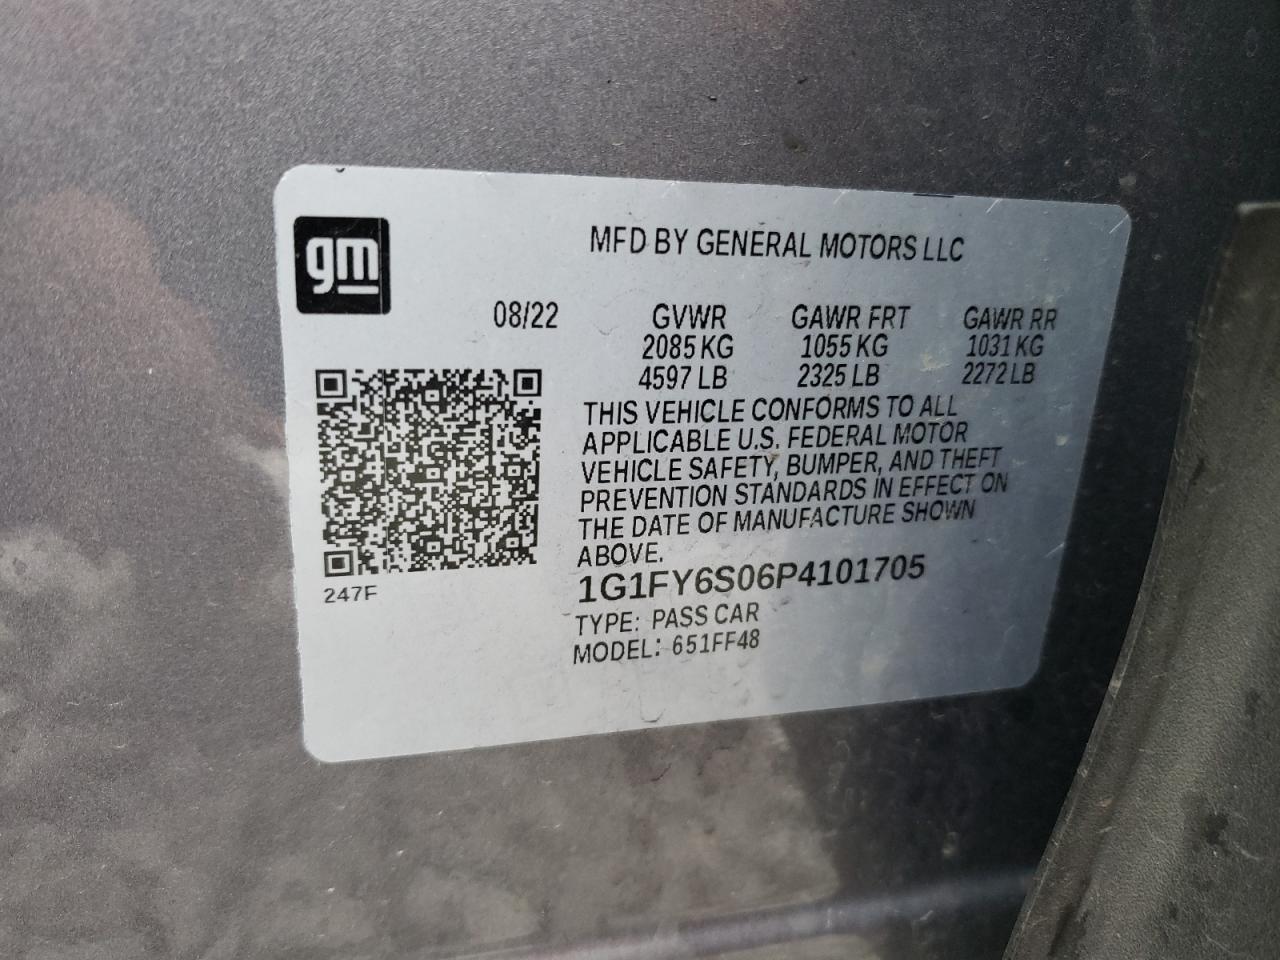 gm
MFD BY GENERAL MOTORS LLC
08/22 GVWR GAWR FRT GAWR RR
2085 KG 1055 KG 1031 KG
4597 LB 2325 LB 2272 LB
THIS VEHICLE CONFORMS TO ALL
APPLICABLE U.S. FEDERAL MOTOR
VEHICLE SAFETY, BUMPER, AND THEFT
PREVENTION STANDARDS IN EFFECT ON
THE DATE OF MANUFACTURE SHOWN
ABOVE.
247F
1G1FY6S06P4101705
TYPE: PASS CAR
MODEL: 651FF48